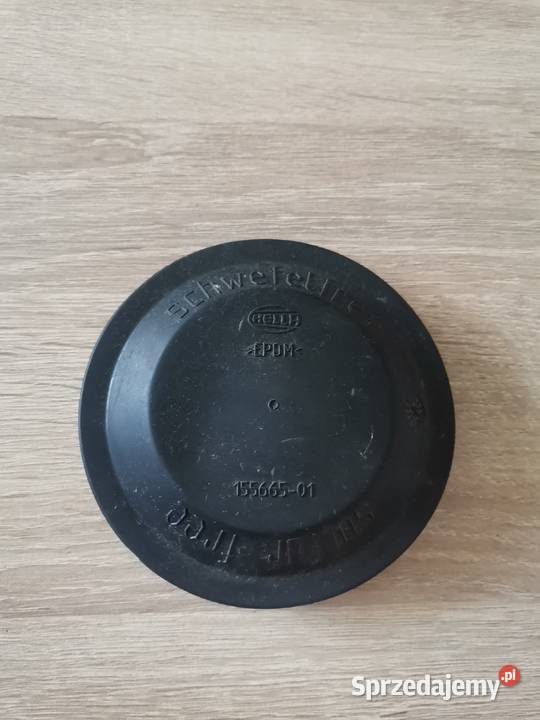 schwefelfrei
HELLA
>EPDM<
155665-01
sulfur-free
Sprzedajemy.pl